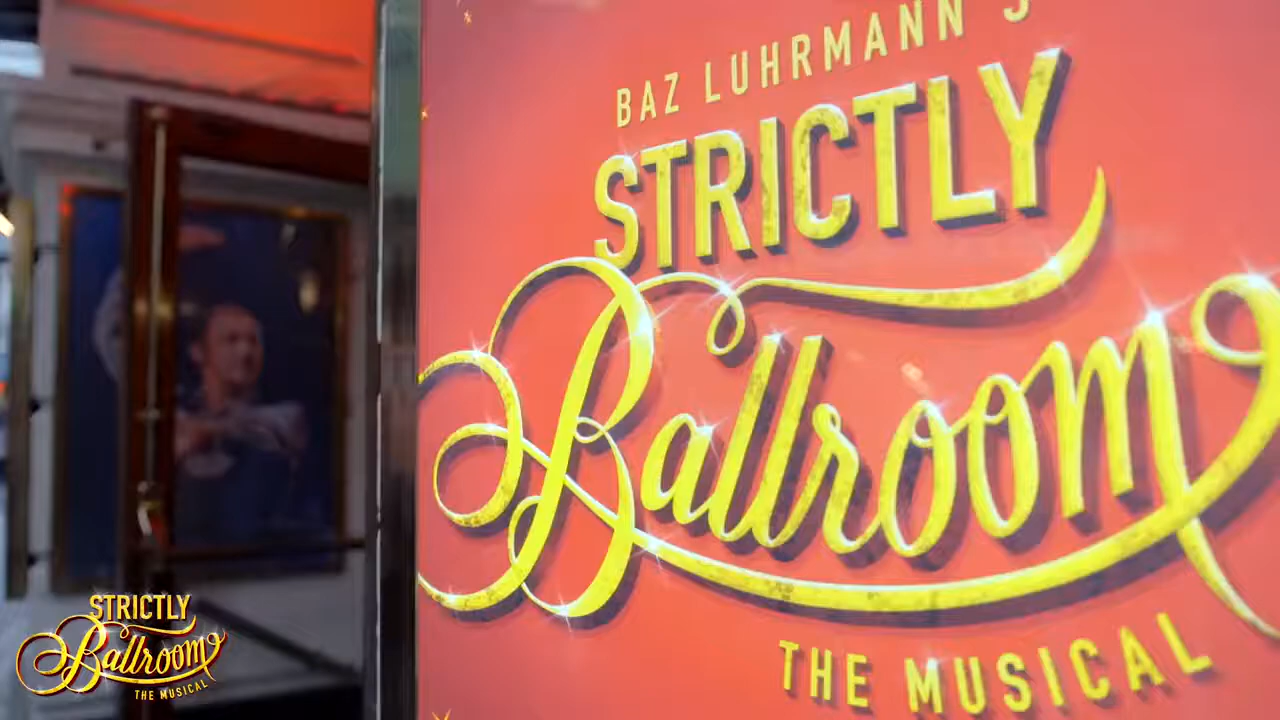 BAZ LUHRMANN'S
STRICTLY
Ballroom
THE MUSICAL
STRICTLY
Ballroom
THE MUSICAL